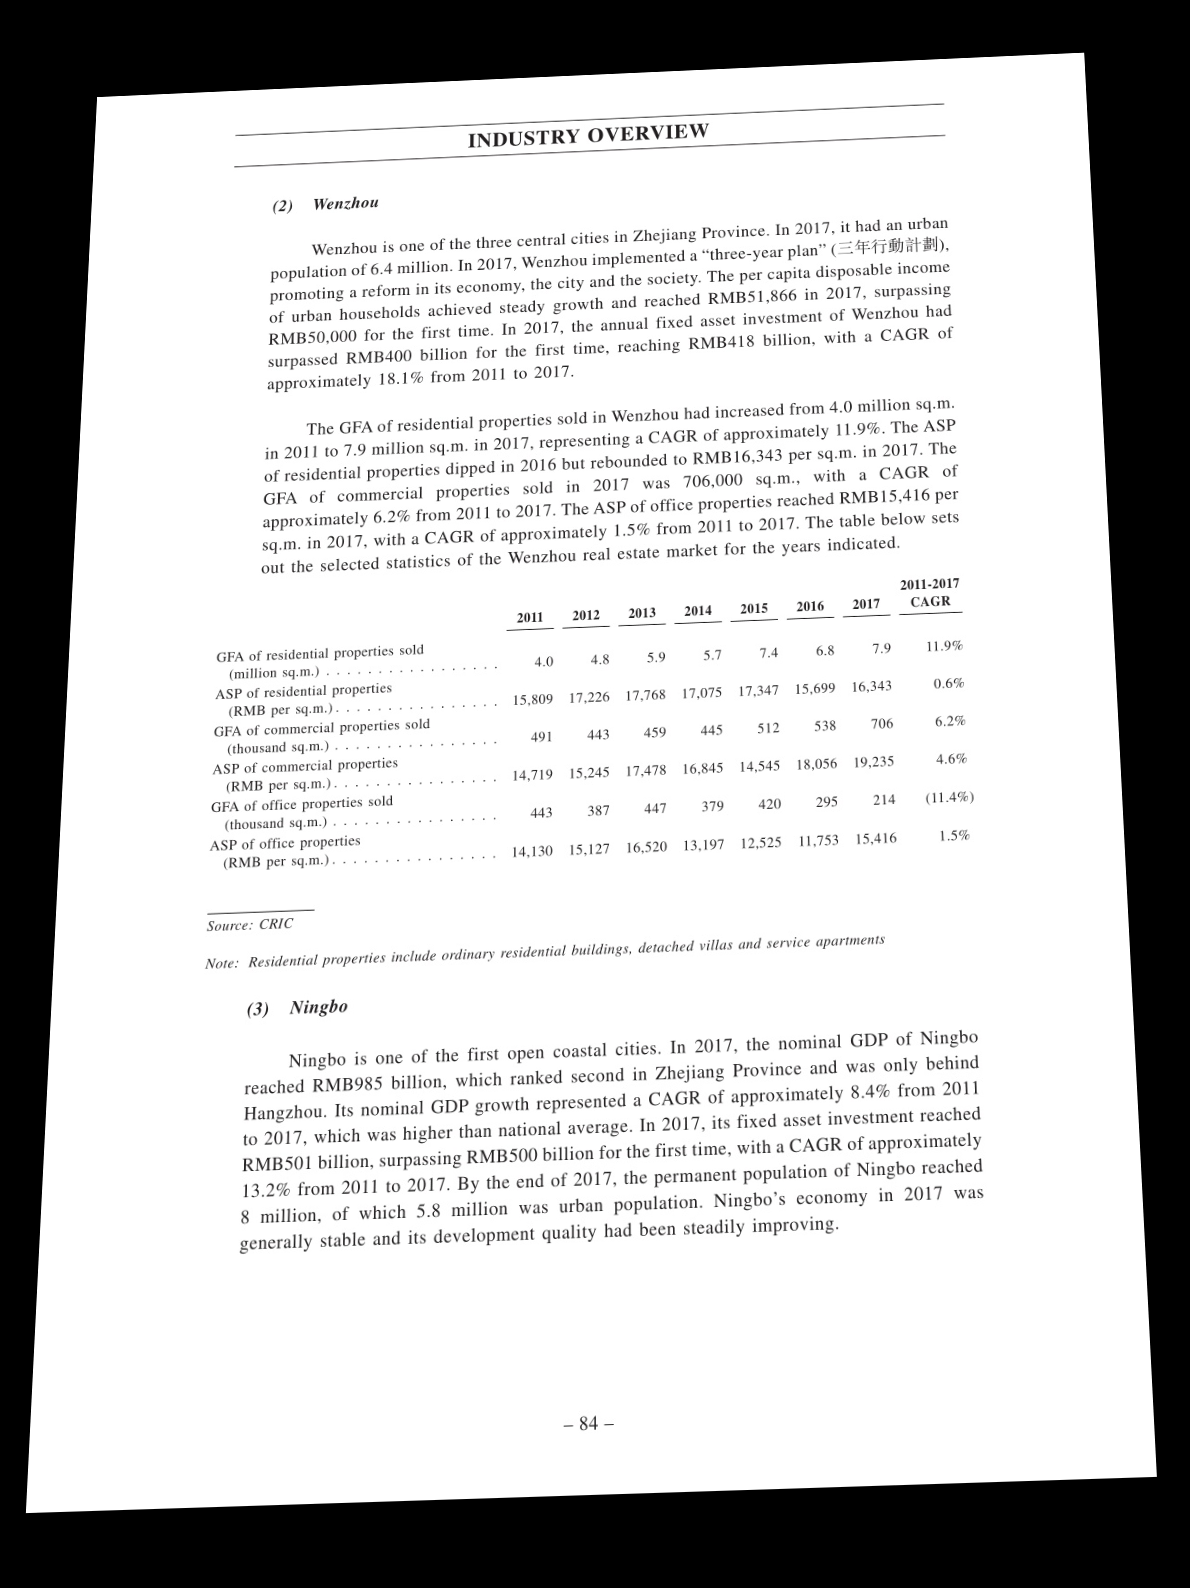 INDUSTRY OVERVIEW
(2) Wenzhou
Wenzhou is one of the three central cities in Zhejiang Province. In 2017, it had an urban
population of 6.4 million. In 2017, Wenzhou implemented a “three-year plan” (三年行動計劃),
promoting a reform in its economy, the city and the society. The per capita disposable income
of urban households achieved steady growth and reached RMB51,866 in 2017, surpassing
RMB50,000 for the first time. In 2017, the annual fixed asset investment of Wenzhou had
surpassed RMB400 billion for the first time, reaching RMB418 billion, with a CAGR of
approximately 18.1% from 2011 to 2017.
The GFA of residential properties sold in Wenzhou had increased from 4.0 million sq.m.
in 2011 to 7.9 million sq.m. in 2017, representing a CAGR of approximately 11.9%. The ASP
of residential properties dipped in 2016 but rebounded to RMB16,343 per sq.m. in 2017. The
GFA of commercial properties sold in 2017 was 706,000 sq.m., with a CAGR of
approximately 6.2% from 2011 to 2017. The ASP of office properties reached RMB15,416 per
sq.m. in 2017, with a CAGR of approximately 1.5% from 2011 to 2017. The table below sets
out the selected statistics of the Wenzhou real estate market for the years indicated.
2011-2017
2011 2012 2013 2014 2015 2016 2017 CAGR
GFA of residential properties sold
(million sq.m.) . . . . . . . . . . . . . . . . . 4.0 4.8 5.9 5.7 7.4 6.8 7.9 11.9%
ASP of residential properties
(RMB per sq.m.). . . . . . . . . . . . . . . . 15,809 17,226 17,768 17,075 17,347 15,699 16,343 0.6%
GFA of commercial properties sold
(thousand sq.m.) . . . . . . . . . . . . . . . . 491 443 459 445 512 538 706 6.2%
ASP of commercial properties
(RMB per sq.m.). . . . . . . . . . . . . . . . 14,719 15,245 17,478 16,845 14,545 18,056 19,235 4.6%
GFA of office properties sold
(thousand sq.m.) . . . . . . . . . . . . . . . . 443 387 447 379 420 295 214 (11.4%)
ASP of office properties
(RMB per sq.m.). . . . . . . . . . . . . . . . 14,130 15,127 16,520 13,197 12,525 11,753 15,416 1.5%
Source: CRIC
Note: Residential properties include ordinary residential buildings, detached villas and service apartments
(3) Ningbo
Ningbo is one of the first open coastal cities. In 2017, the nominal GDP of Ningbo
reached RMB985 billion, which ranked second in Zhejiang Province and was only behind
Hangzhou. Its nominal GDP growth represented a CAGR of approximately 8.4% from 2011
to 2017, which was higher than national average. In 2017, its fixed asset investment reached
RMB501 billion, surpassing RMB500 billion for the first time, with a CAGR of approximately
13.2% from 2011 to 2017. By the end of 2017, the permanent population of Ningbo reached
8 million, of which 5.8 million was urban population. Ningbo’s economy in 2017 was
generally stable and its development quality had been steadily improving.
– 84 –